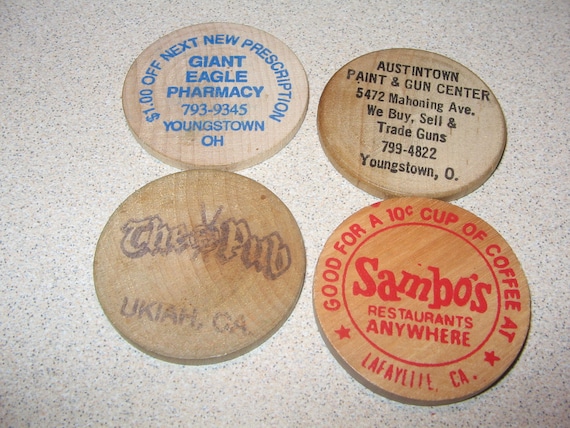 $1.00 OFF NEXT NEW PRESCRIPTION
GIANT
EAGLE
PHARMACY
793-9345
YOUNGSTOWN
OH
AUSTINTOWN
PAINT & GUN CENTER
5472 Mahoning Ave.
We Buy, Sell &
Trade Guns
799-4822
Youngstown, O.
The Pub
UKIAH, CA.
GOOD FOR A 10¢ CUP OF COFFEE AT
Sambo's
RESTAURANTS
ANYWHERE
LAFAYETTE, CA.